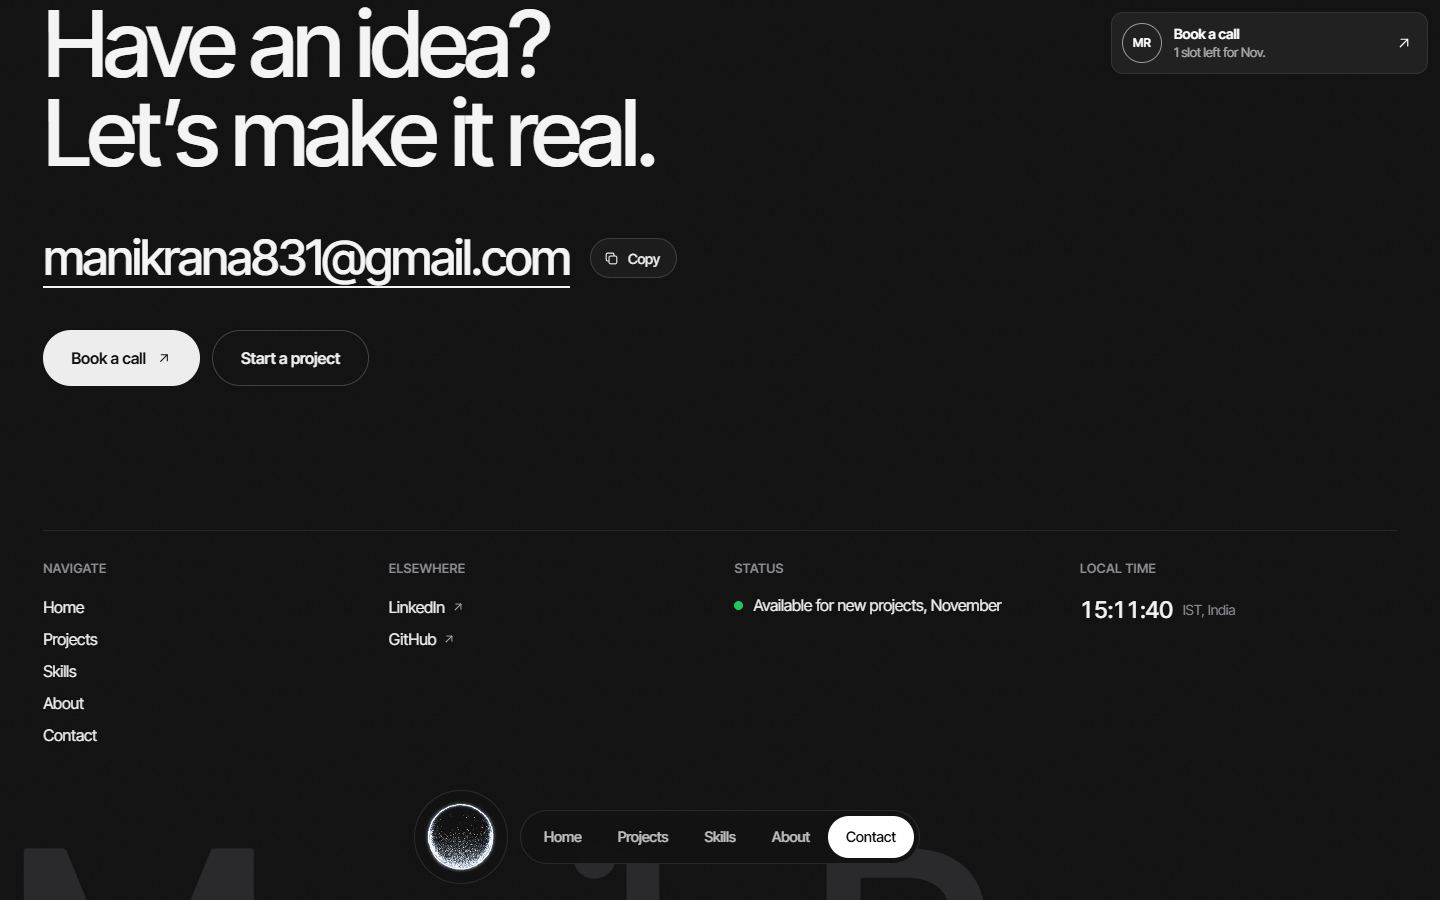 Have an idea?
Let's make it real.
MR
Book a call
1 slot left for Nov.
manikrana831@gmail.com
Copy
Book a call
Start a project
NAVIGATE
Home
Projects
Skills
About
Contact
ELSEWHERE
LinkedIn
GitHub
STATUS
Available for new projects, November
LOCAL TIME
15:11:40 IST, India
Home Projects Skills About Contact